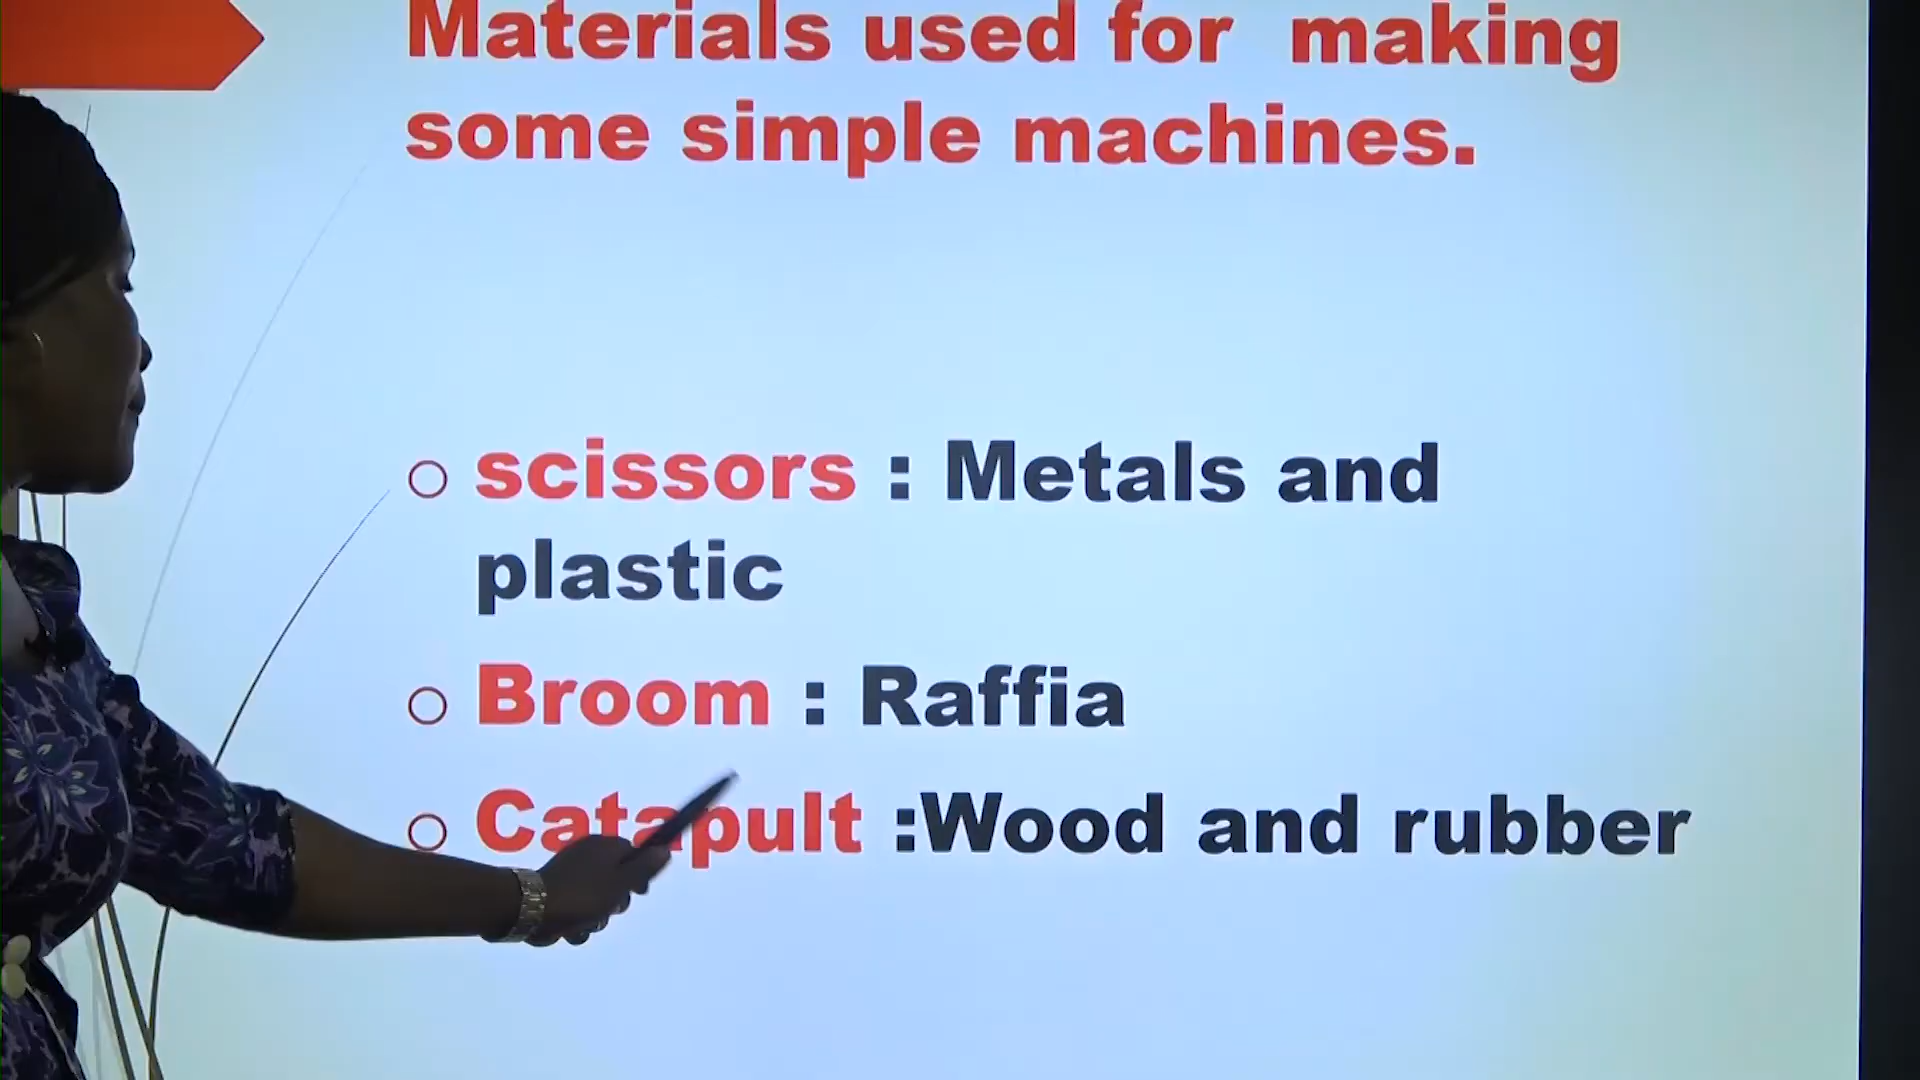 Materials used for making
some simple machines.
scissors : Metals and
plastic
Broom : Raffia
Catapult :Wood and rubber